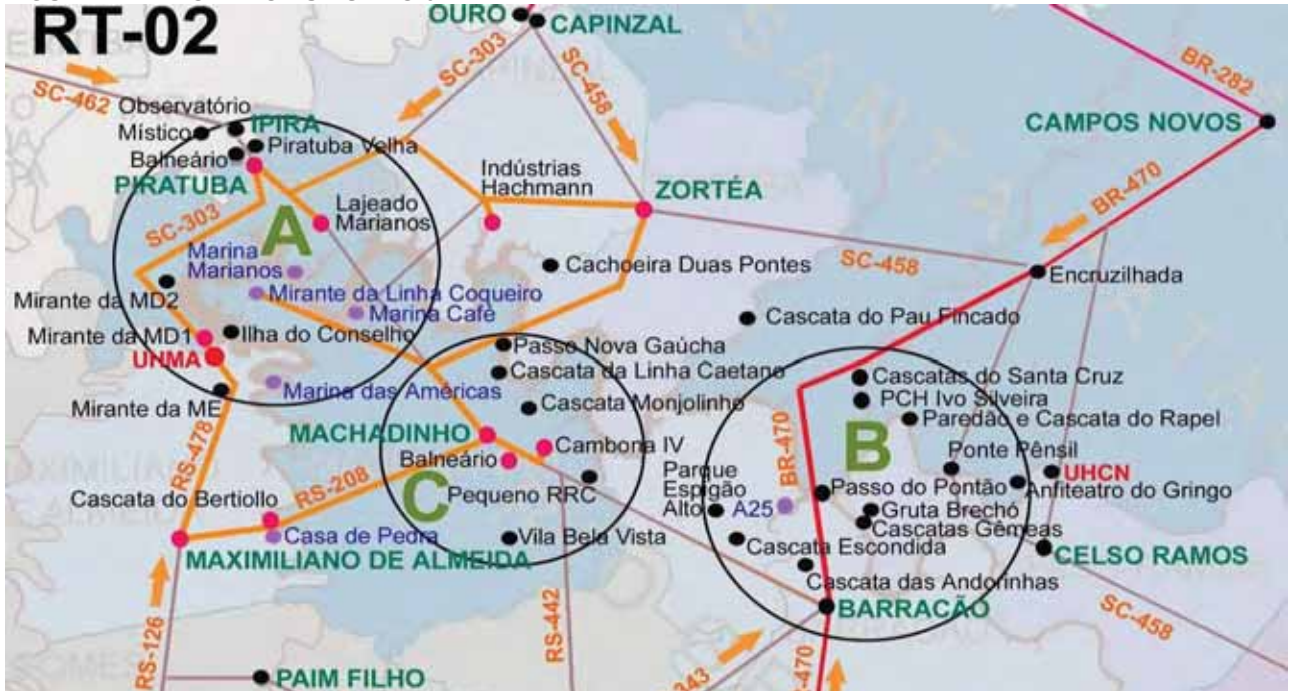 RT-02
OURO
CAPINZAL
SC-303
SC-458
BR-282
SC-462
CAMPOS NOVOS
Observatório
Místico
IPIRA
Balneário
Piratuba Velha
PIRATUBA
Indústrias
Hachmann
ZORTÉA
BR-470
Lajeado
Marianos
SC-303
A
Marina
Marianos
Cachoeira Duas Pontes
SC-458
Encruzilhada
Mirante da MD2
Mirante da Linha Coqueiro
Marina Café
Cascata do Pau Fincado
Mirante da MD1
Ilha do Conselho
UHMA
Passo Nova Gaúcha
Cascata da Linha Caetano
Cascatas do Santa Cruz
Marina das Américas
Mirante da ME
PCH Ivo Silveira
Cascata Monjolinho
Paredão e Cascata do Rapel
MACHADINHO
B
BR-470
Cambona IV
Balneário
Ponte Pênsil
Parque
Espigão
Alto
UHCN
RS-478
RS-208
C
Pequeno RRC
Passo do Pontão
Anfiteatro do Gringo
Cascata do Bertiollo
A25
Gruta Brechó
Cascatas Gêmeas
Casa de Pedra
Vila Bela Vista
Cascata Escondida
CELSO RAMOS
MAXIMILIANO DE ALMEIDA
Cascata das Andorinhas
BARRACÃO
RS-126
RS-442
SC-458
PAIM FILHO
343
R-470